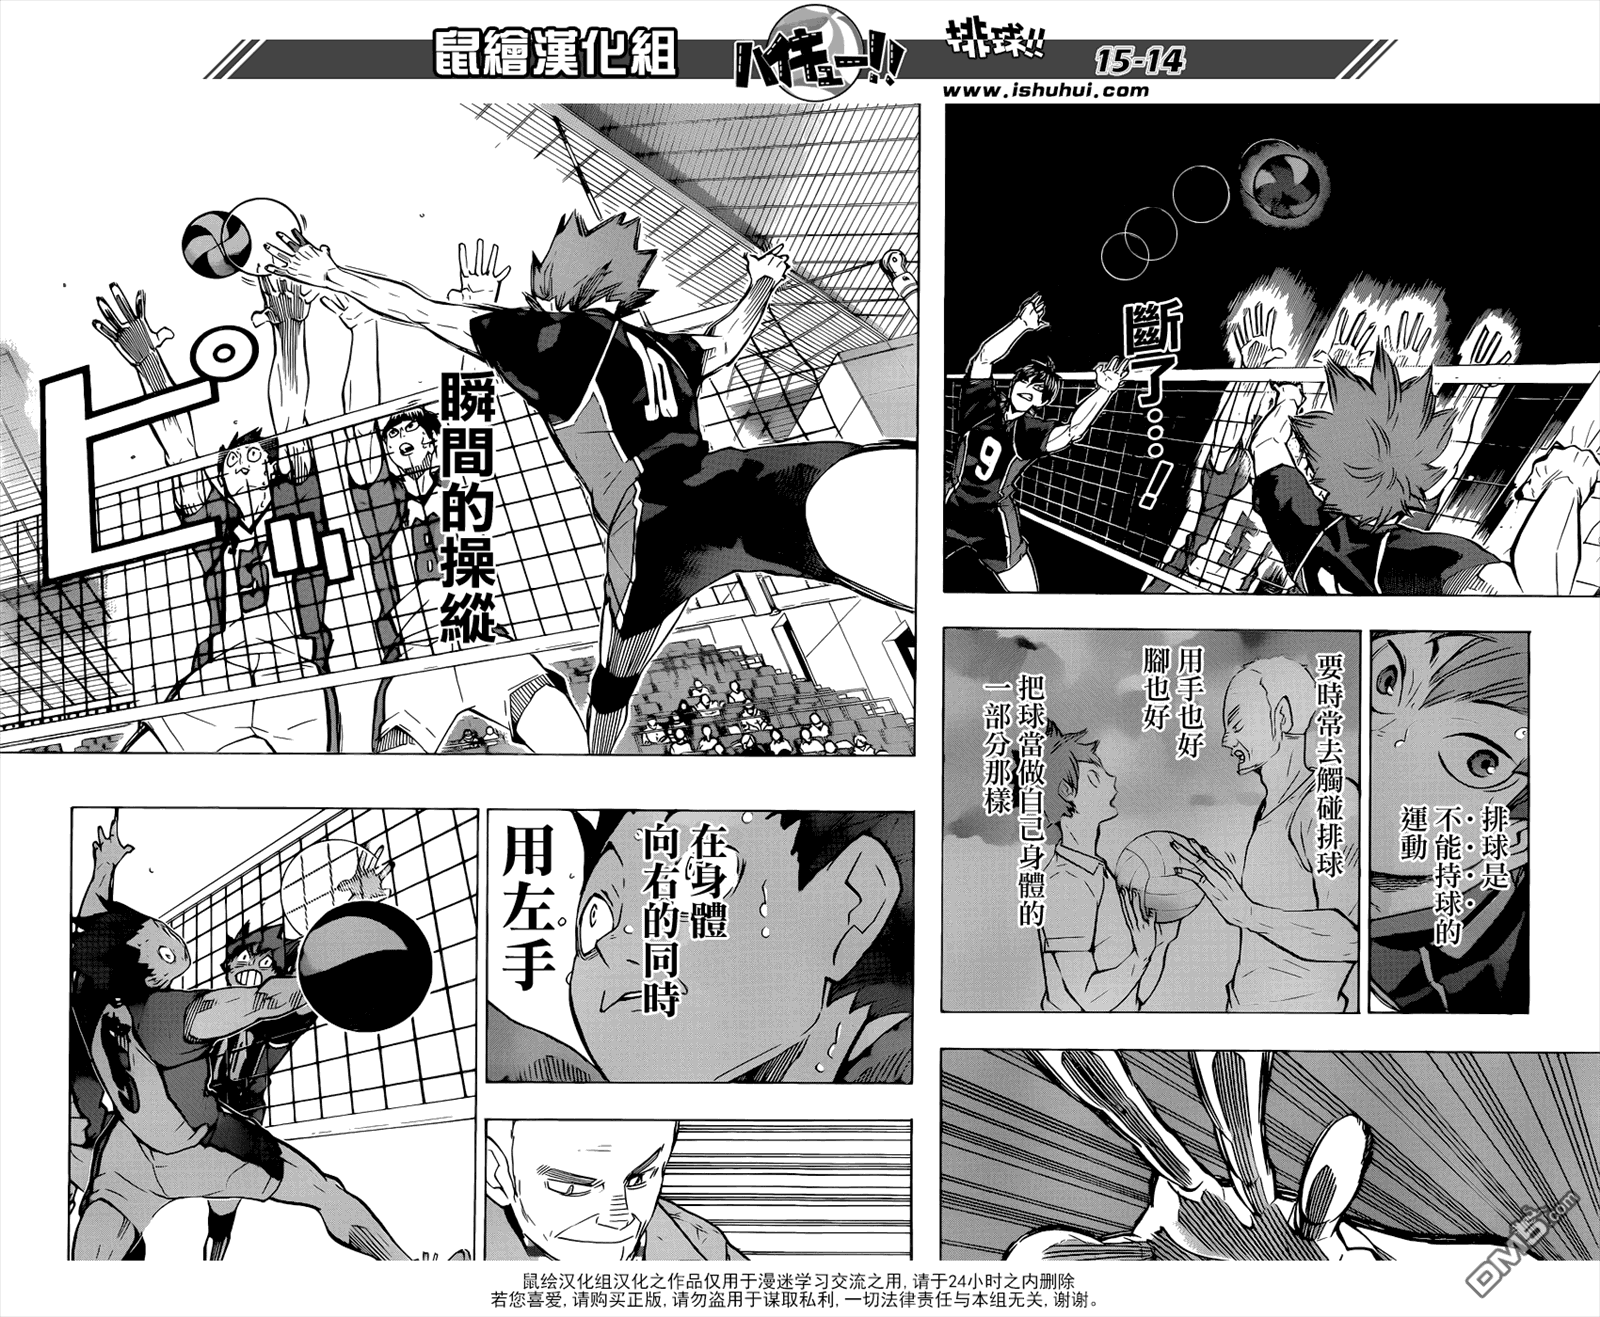 鼠繪漢化組
ハイキュー!!
排球!!
15-14
www.ishuhui.com
斷了…!
9
5
排球是
不能持球的
運動
要時常去觸碰排球
用手也好
腳也好
把球當做自己身體的
一部分那樣
瞬間的操縱
ピッ
10
5
8
在身體
向右的同時
用左手
鼠绘汉化组汉化之作品仅用于漫迷学习交流之用,请于24小时之内删除
若您喜爱,请购买正版,请勿盗用于谋取私利,一切法律责任与本组无关,谢谢。
DM5.com